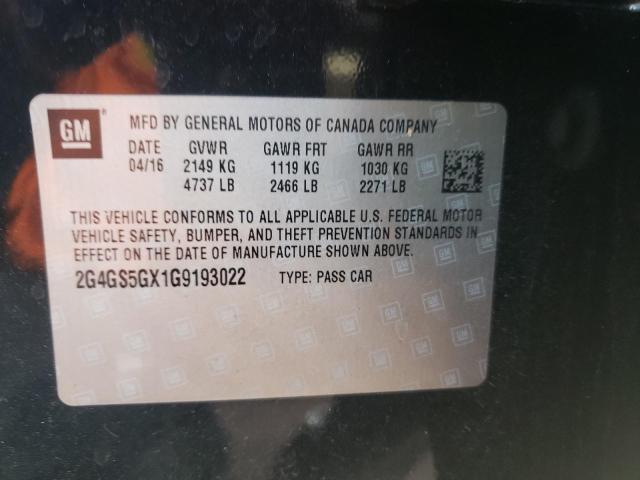 GM
MFD BY GENERAL MOTORS OF CANADA COMPANY
DATE GVWR GAWR FRT GAWR RR
04/16 2149 KG 1119 KG 1030 KG
4737 LB 2466 LB 2271 LB
THIS VEHICLE CONFORMS TO ALL APPLICABLE U.S. FEDERAL MOTOR
VEHICLE SAFETY, BUMPER, AND THEFT PREVENTION STANDARDS IN
EFFECT ON THE DATE OF MANUFACTURE SHOWN ABOVE.
2G4GS5GX1G9193022 TYPE: PASS CAR